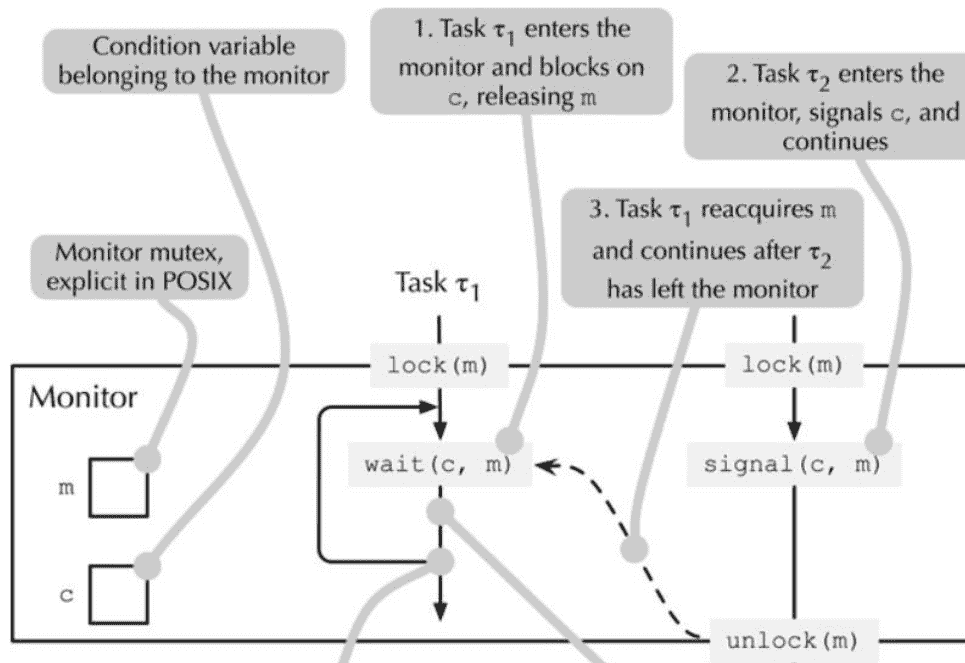 Condition variable
belonging to the monitor
1. Task τ1 enters the
monitor and blocks on
c, releasing m
2. Task τ2 enters the
monitor, signals c, and
continues
3. Task τ1 reacquires m
and continues after τ2
has left the monitor
Monitor mutex,
explicit in POSIX
Task τ1
lock(m)
lock(m)
Monitor
wait(c, m)
signal(c, m)
m
c
unlock(m)